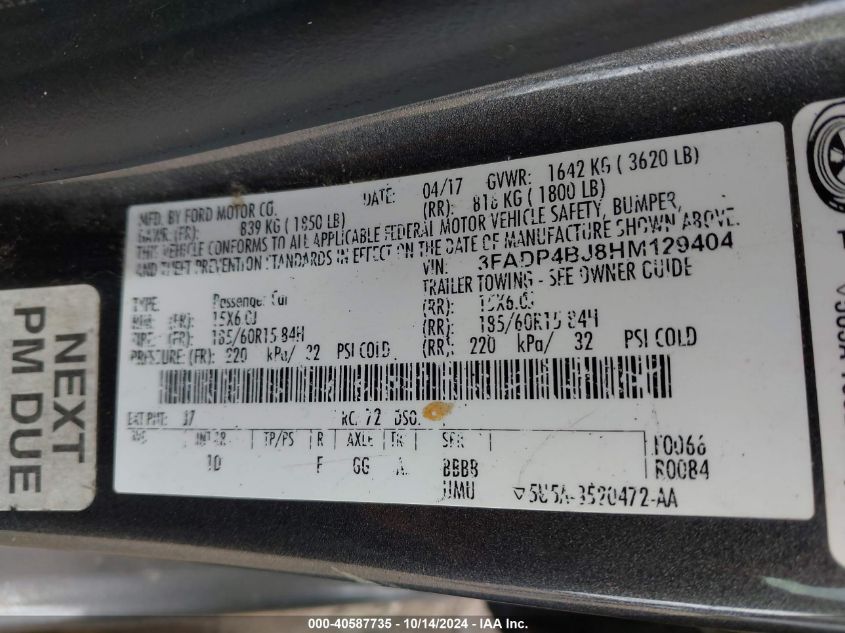 MFD. BY FORD MOTOR CO. DATE: 04/17 GVWR: 1642 KG ( 3620 LB)
GAWR (FR): 839 KG ( 1850 LB) (RR): 816 KG ( 1800 LB)
THIS VEHICLE CONFORMS TO ALL APPLICABLE FEDERAL MOTOR VEHICLE SAFETY, BUMPER,
AND THEFT PREVENTION STANDARDS IN EFFECT ON THE DATE OF MANUFACTURE SHOWN ABOVE.
VIN: 3FADP4BJ8HM129404
TYPE: Passenger Car TRAILER TOWING - SEE OWNER GUIDE
(FR): 15X6.0J (RR): 15X6.0J
(FR): 185/60R15 84H (RR): 185/60R15 84H
PRESSURE (FR): 220 kPa/ 32 PSI COLD (RR): 220 kPa/ 32 PSI COLD
EXT PNT: J7 RC: 72 DSO:
INT TR TP/PS R AXLE TR SPR
F GG BBBB
UMU
F0066
R0084
5U5A-3520472-AA
NEXT
PM DUE
000-40587735 - 10/14/2024 - IAA Inc.